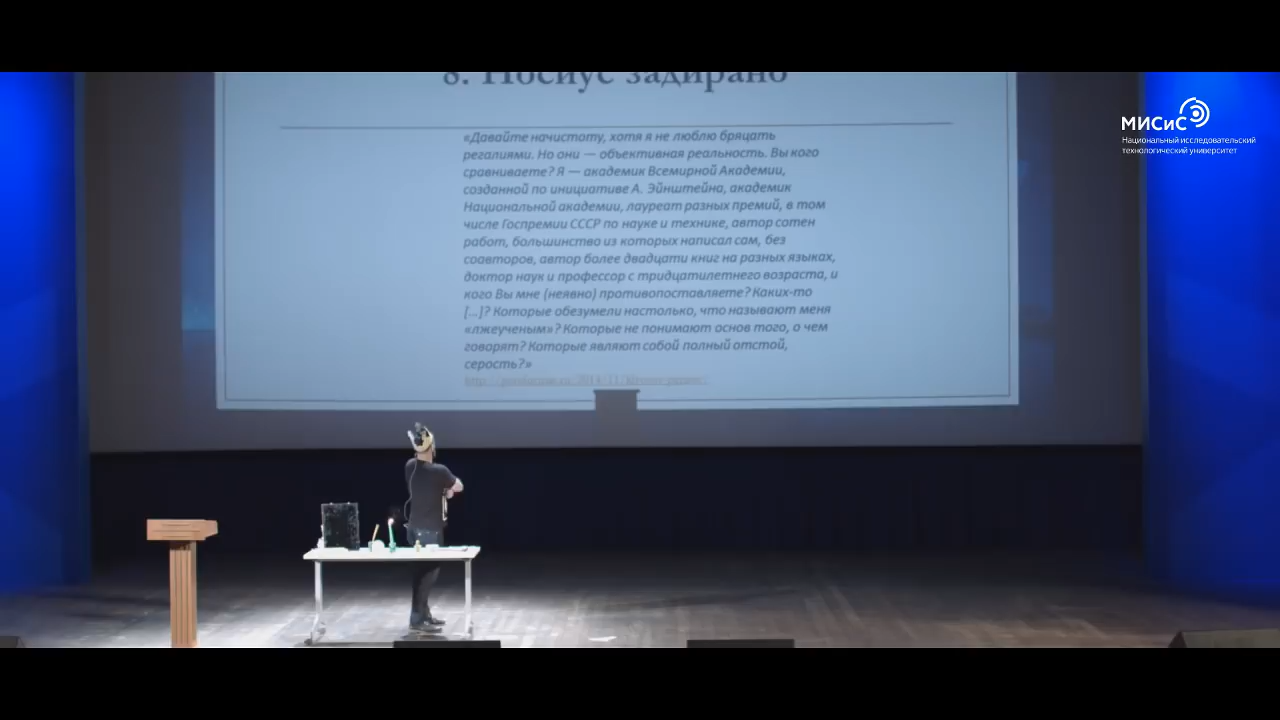 8. Носиус задирано
«Давайте начистоту, хотя я не люблю бряцать
регалиями. Но они — объективная реальность. Вы кого
сравниваете? Я — академик Всемирной Академии,
созданной по инициативе А. Эйнштейна, академик
Национальной академии, лауреат разных премий, в том
числе Госпремии СССР по науке и технике, автор сотен
работ, большинство из которых написал сам, без
соавторов, автор более двадцати книг на разных языках,
доктор наук и профессор с тридцатилетнего возраста, и
кого Вы мне (неявно) противопоставляете? Каких-то
[...]? Которые обезумели настолько, что называют меня
«лжеученым»? Которые не понимают основ того, о чем
говорят? Которые являют собой полный отстой,
серость?»
МИСиС
Национальный исследовательский
технологический университет